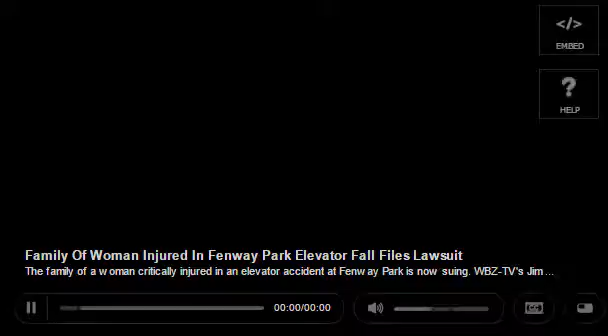 </>
EMBED
?
HELP
Family Of Woman Injured In Fenway Park Elevator Fall Files Lawsuit
The family of a woman critically injured in an elevator accident at Fenway Park is now suing. WBZ-TV's Jim...
00:00/00:00
CC